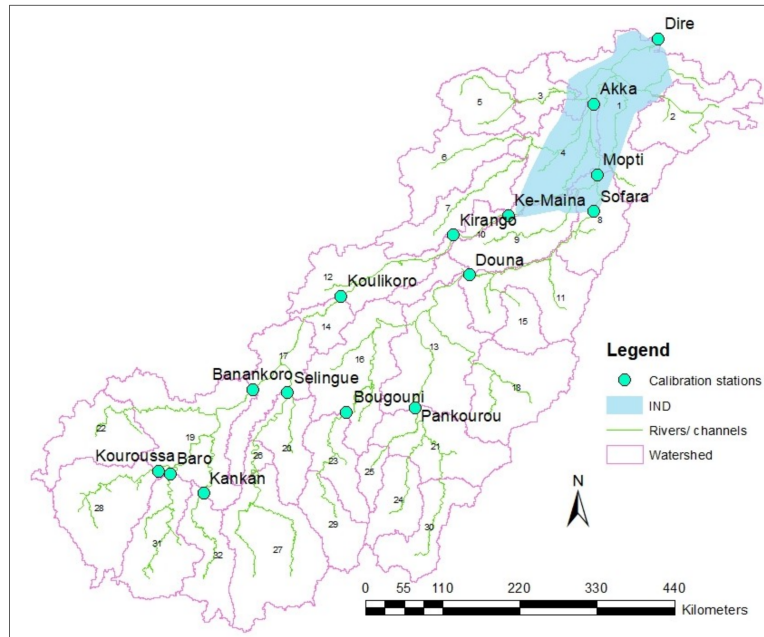 Dire
Akka
5
3
1
2
6
4
Mopti
7
Ke-Maina
Sofara
8
Kirango
10
9
Douna
12
Koulikoro
11
14
15
13
16
17
Banankoro
Selingue
18
Bougouni
Pankourou
22
19
Kouroussa
Baro
26
20
23
25
21
Kankan
28
24
29
30
31
32
27
Legend
Calibration stations
IND
Rivers/ channels
Watershed
N
0 55 110 220 330 440
Kilometers